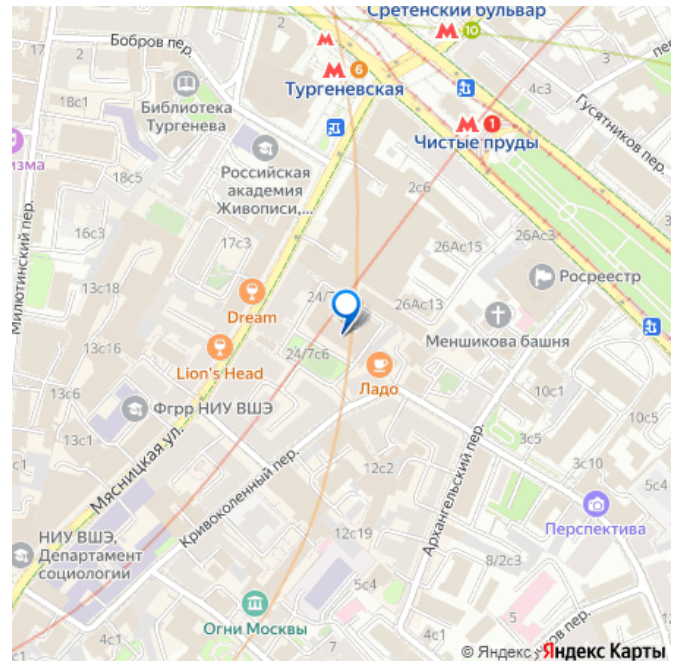 Сретенский бульвар
10
Бобров пер.
2
6
Тургеневская
4с3
18с1
Библиотека
Тургенева
1
Чистые пруды
Гусятников пер.
Российская
академия
Живописи,...
2с6
18с5
16с3
17с3
26Ас15
26Ас3
Росреестр
Милютинский пер.
13с18
24/7
26Ас13
Dream
Меншикова башня
13с16
Lion's Head
24/7с6
Ладо
10с1
13с6
Фгрр НИУ ВШЭ
10с5
13с1
3с5
Мясницкая ул.
Кривоколенный пер.
12с2
Архангельский пер.
3с10
5с4
Перспектива
12с19
НИУ ВШЭ,
Департамент
социологии
8/2с3
5с4
Огни Москвы
4с1
5
2
4с1
© Яндекс
Яндекс Карты